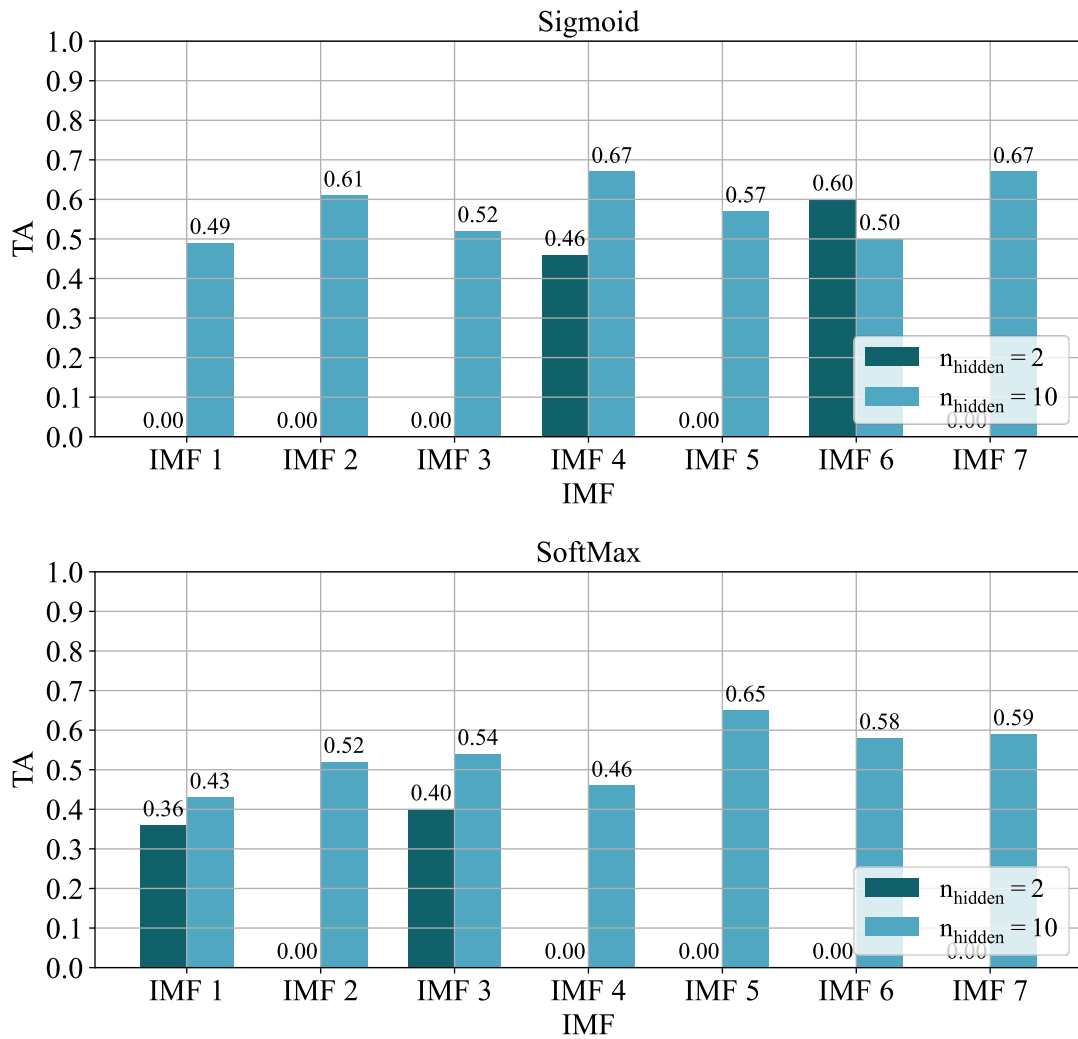 Sigmoid
1.0
0.9
0.8
0.7
0.6
0.5
0.4
0.3
0.2
0.1
0.0
TA
0.00 0.49 0.00 0.61 0.00 0.52 0.46 0.67 0.00 0.57 0.60 0.50 0.00 0.67
n_hidden = 2
n_hidden = 10
IMF 1 IMF 2 IMF 3 IMF 4 IMF 5 IMF 6 IMF 7
IMF
SoftMax
1.0
0.9
0.8
0.7
0.6
0.5
0.4
0.3
0.2
0.1
0.0
TA
0.36 0.43 0.00 0.52 0.40 0.54 0.00 0.46 0.00 0.65 0.00 0.58 0.00 0.59
n_hidden = 2
n_hidden = 10
IMF 1 IMF 2 IMF 3 IMF 4 IMF 5 IMF 6 IMF 7
IMF